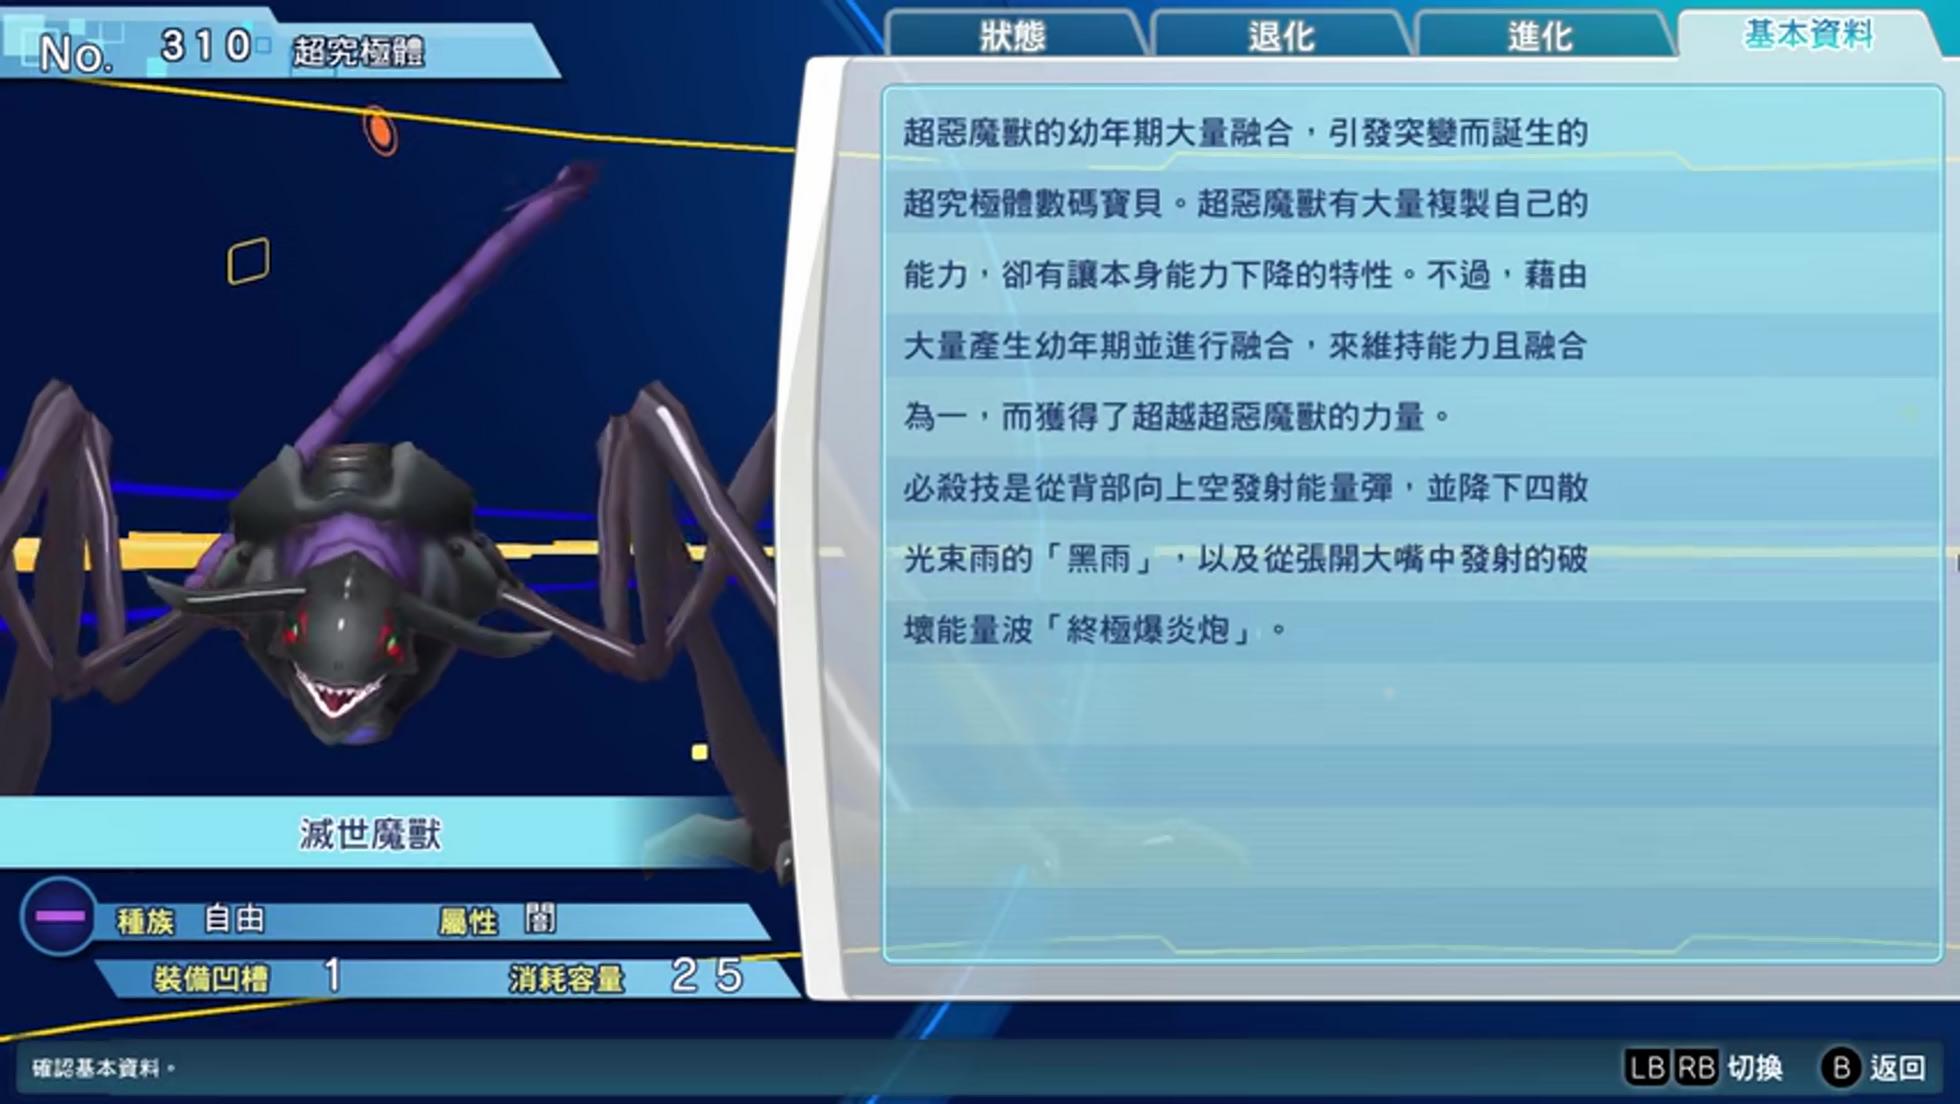 No. 310 超究極體
狀態 退化 進化 基本資料
超惡魔獸的幼年期大量融合，引發突變而誕生的
超究極體數碼寶貝。超惡魔獸有大量複製自己的
能力，卻有讓本身能力下降的特性。不過，藉由
大量產生幼年期並進行融合，來維持能力且融合
為一，而獲得了超越超惡魔獸的力量。
必殺技是從背部向上空發射能量彈，並降下四散
光束雨的「黑雨」，以及從張開大嘴中發射的破
壞能量波「終極爆炎炮」。
滅世魔獸
種族 自由 屬性 闇
裝備凹槽 1 消耗容量 25
確認基本資料。
LB RB 切換 B 返回